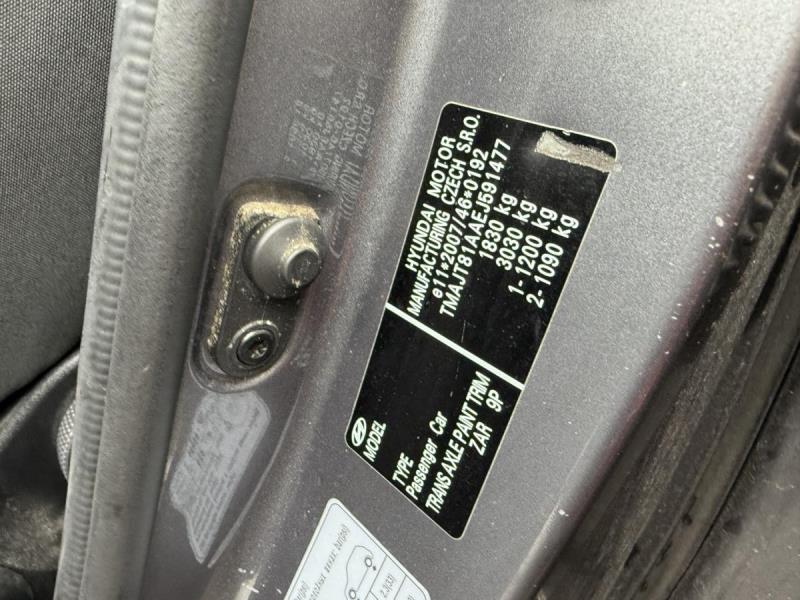 HYUNDAI MOTOR
MANUFACTURING CZECH S.R.O.
e11*2007/46*0192
TMAJT81AAEJ591477
1830 kg
3030 kg
1-1200 kg
2-1090 kg
MODEL
TYPE
Passenger Car
TRANS AXLE PAINT TRIM
ZAR 9P